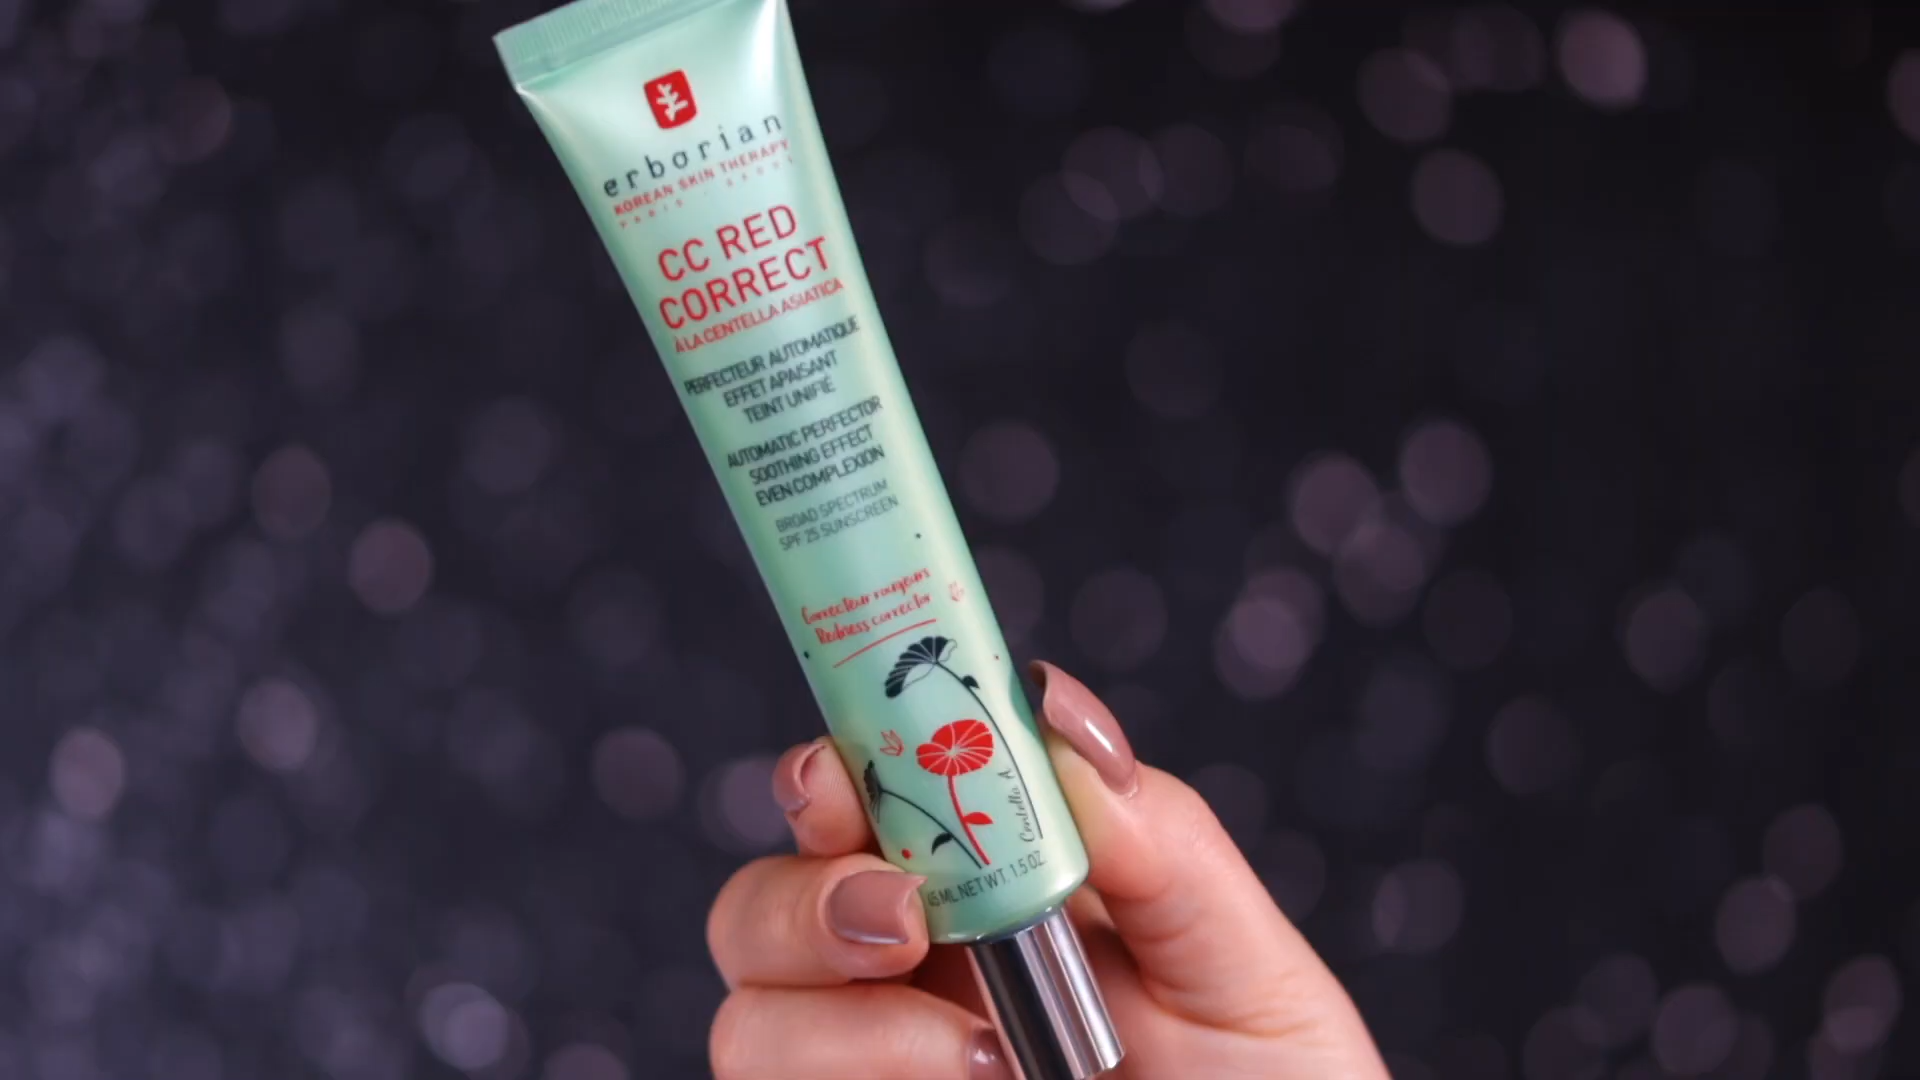 erborian
KOREAN SKIN THERAPY
PARIS · SEOUL
CC RED
CORRECT
À LA CENTELLA ASIATICA
PERFECTEUR AUTOMATIQUE
EFFET APAISANT
TEINT UNIFIÉ
AUTOMATIC PERFECTOR
SOOTHING EFFECT
EVEN COMPLEXION
BROAD SPECTRUM
SPF 25 SUNSCREEN
Correcteur rougeurs
Redness corrector
Centella A
45 ML NET WT. 1.5 OZ.